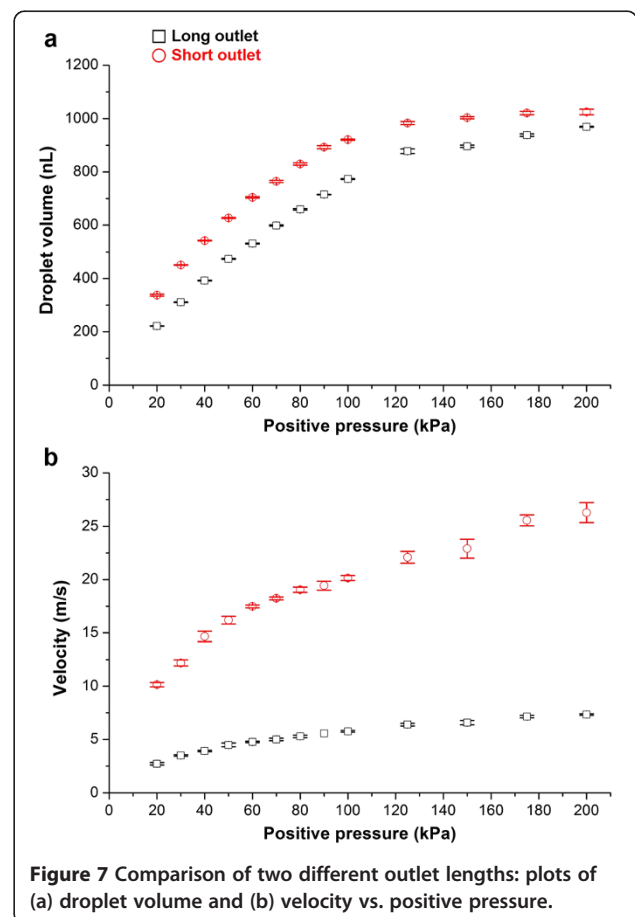 a
Long outlet
Short outlet
1200
1000
800
600
400
200
0
Droplet volume (nL)
0 20 40 60 80 100 120 140 160 180 200
Positive pressure (kPa)
b
30
25
20
15
10
5
0
Velocity (m/s)
0 20 40 60 80 100 120 140 160 180 200
Positive pressure (kPa)
Figure 7 Comparison of two different outlet lengths: plots of
(a) droplet volume and (b) velocity vs. positive pressure.